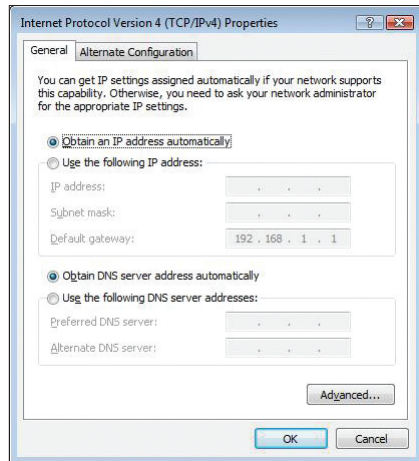 Internet Protocol Version 4 (TCP/IPv4) Properties
General
Alternate Configuration
You can get IP settings assigned automatically if your network supports
this capability. Otherwise, you need to ask your network administrator
for the appropriate IP settings.
Obtain an IP address automatically
Use the following IP address:
IP address:
Subnet mask:
Default gateway: 192 . 168 . 1 . 1
Obtain DNS server address automatically
Use the following DNS server addresses:
Preferred DNS server:
Alternate DNS server:
Advanced...
OK
Cancel